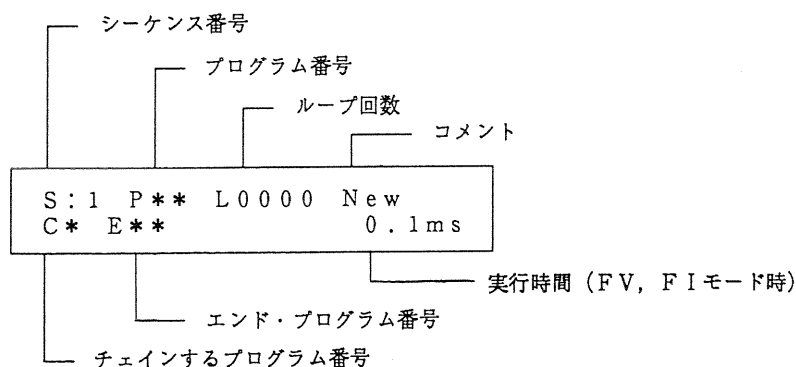 シーケンス番号
プログラム番号
ループ回数
コメント
S:1 P** L0000 New
C* E** 0.1ms
実行時間 (FV, FIモード時)
エンド・プログラム番号
チェインするプログラム番号